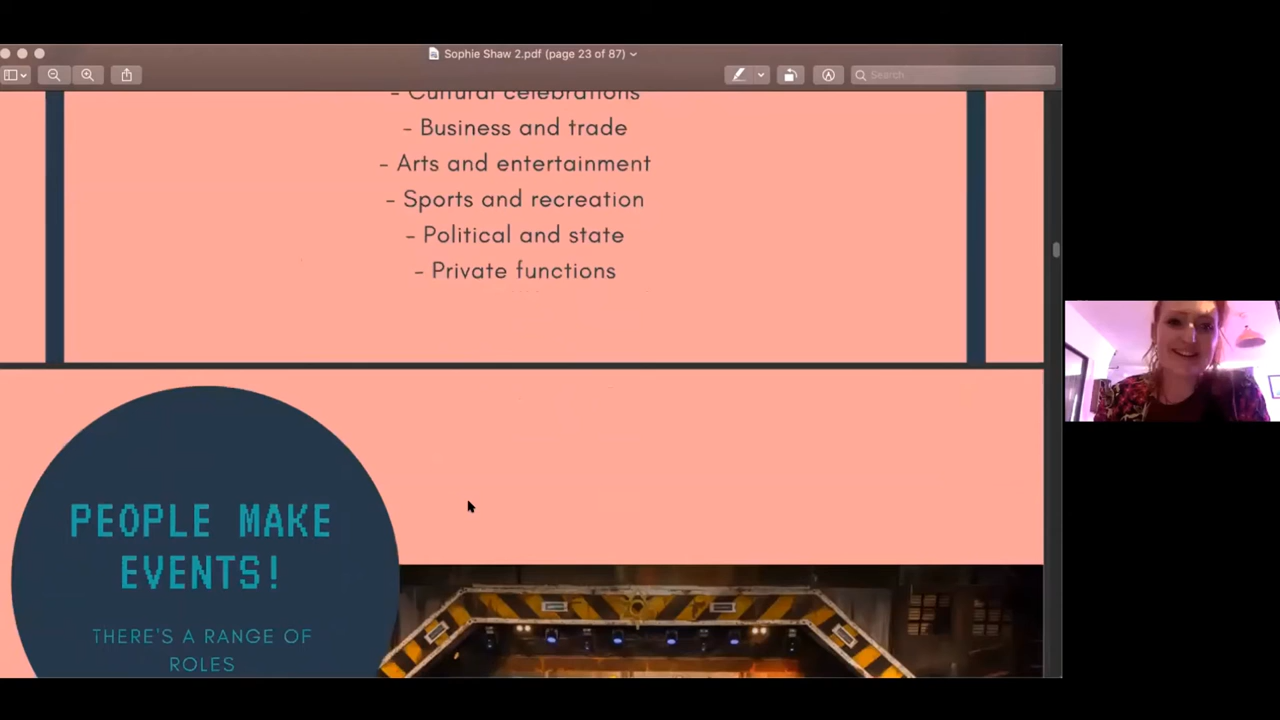 Sophie Shaw 2.pdf (page 23 of 87)
Search
- Cultural celebrations
- Business and trade
- Arts and entertainment
- Sports and recreation
- Political and state
- Private functions
PEOPLE MAKE
EVENTS!
THERE'S A RANGE OF
ROLES